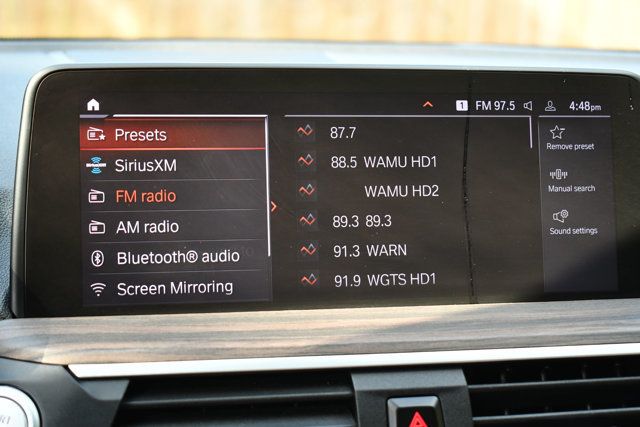 1 FM 97.5 4:48pm
Presets
SiriusXM
FM radio
AM radio
Bluetooth® audio
Screen Mirroring
87.7
88.5 WAMU HD1
WAMU HD2
89.3 89.3
91.3 WARN
91.9 WGTS HD1
Remove preset
Manual search
Sound settings